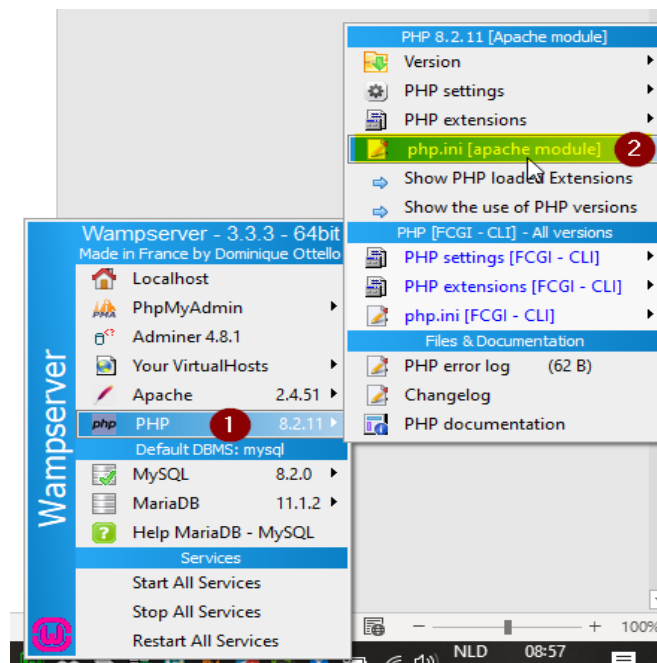 PHP 8.2.11 [Apache module]
Version
PHP settings
PHP extensions
php.ini [apache module] 2
Show PHP loaded Extensions
Show the use of PHP versions
PHP [FCGI - CLI] - All versions
PHP settings [FCGI - CLI]
PHP extensions [FCGI - CLI]
php.ini [FCGI - CLI]
Files & Documentation
PHP error log (62 B)
Changelog
PHP documentation
Wampserver
Wampserver - 3.3.3 - 64bit
Made in France by Dominique Ottello
Localhost
PMA PhpMyAdmin
Adminer 4.8.1
Your VirtualHosts
Apache 2.4.51
php PHP 1 8.2.11
Default DBMS: mysql
MySQL 8.2.0
MariaDB 11.1.2
? Help MariaDB - MySQL
Services
Start All Services
Stop All Services
Restart All Services
− + 100%
NLD 08:57